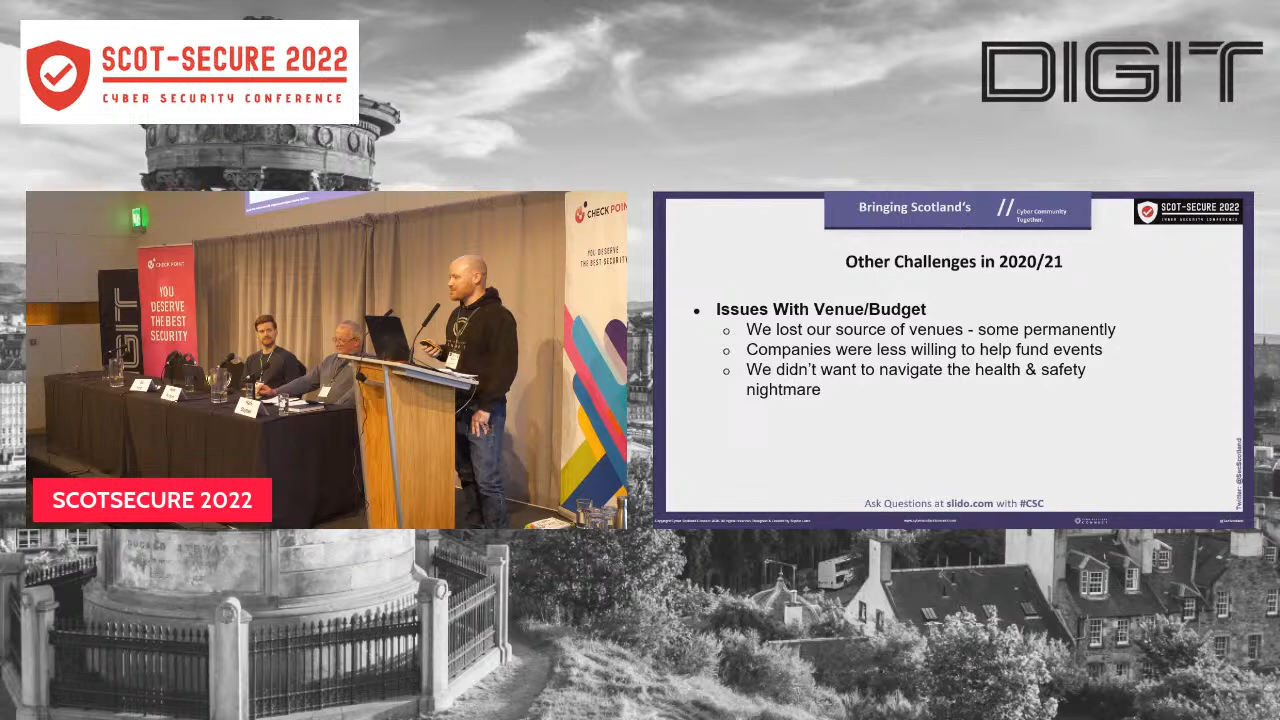 SCOT-SECURE 2022
CYBER SECURITY CONFERENCE
DIGIT
CHECK POINT
YOU
DESERVE
THE BEST
SECURITY
DIGIT
CHECK POIN
YOU DESERVE
THE BEST SECURITY
SCOTSECURE 2022
Bringing Scotland's // Cyber Community
Together.
SCOT-SECURE 2022
CYBER SECURITY CONFERENCE
Other Challenges in 2020/21
• Issues With Venue/Budget
○ We lost our source of venues - some permanently
○ Companies were less willing to help fund events
○ We didn't want to navigate the health & safety
nightmare
Ask Questions at slido.com with #CSC
Twitter: @SecScotland